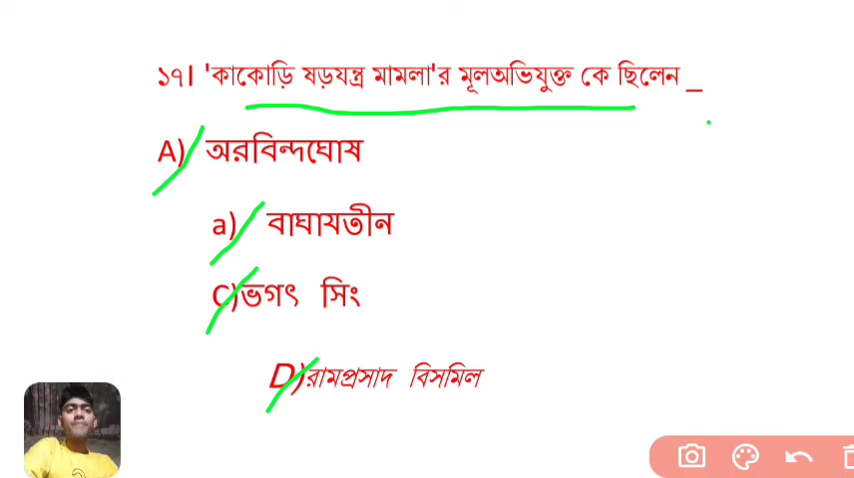 ১৭। 'কাকোড়ি ষড়যন্ত্র মামলা'র মূলঅভিযুক্ত কে ছিলেন _
A) অরবিন্দঘোষ
a) বাঘাযতীন
C)ভগৎ সিং
D)রামপ্রসাদ বিসমিল